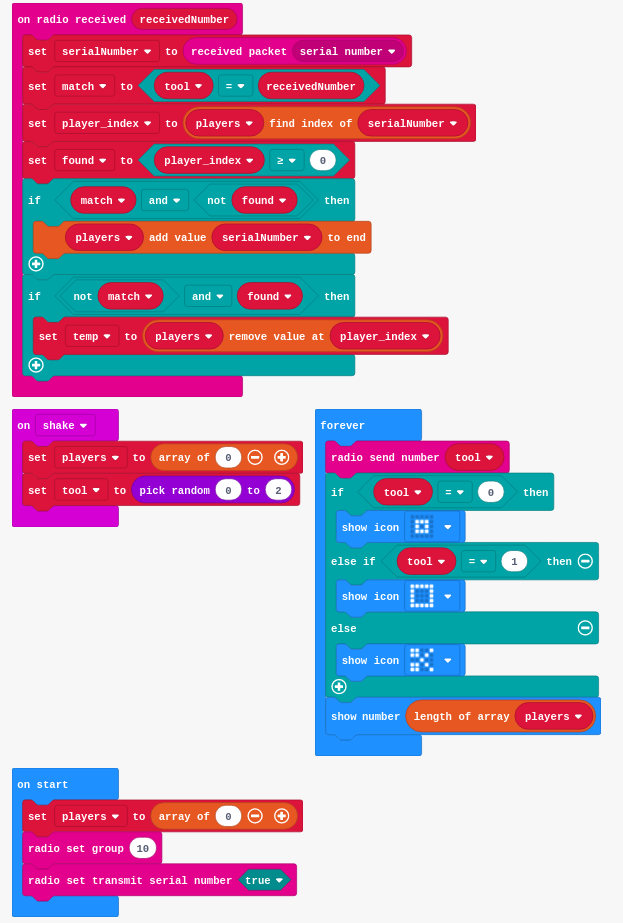 on radio received receivedNumber
set serialNumber to received packet serial number
set match to tool = receivedNumber
set player_index to players find index of serialNumber
set found to player_index ≥ 0
if match and not found then
players add value serialNumber to end
if not match and found then
set temp to players remove value at player_index
on shake
set players to array of 0
set tool to pick random 0 to 2
forever
radio send number tool
if tool = 0 then
show icon
else if tool = 1 then
show icon
else
show icon
show number length of array players
on start
set players to array of 0
radio set group 10
radio set transmit serial number true